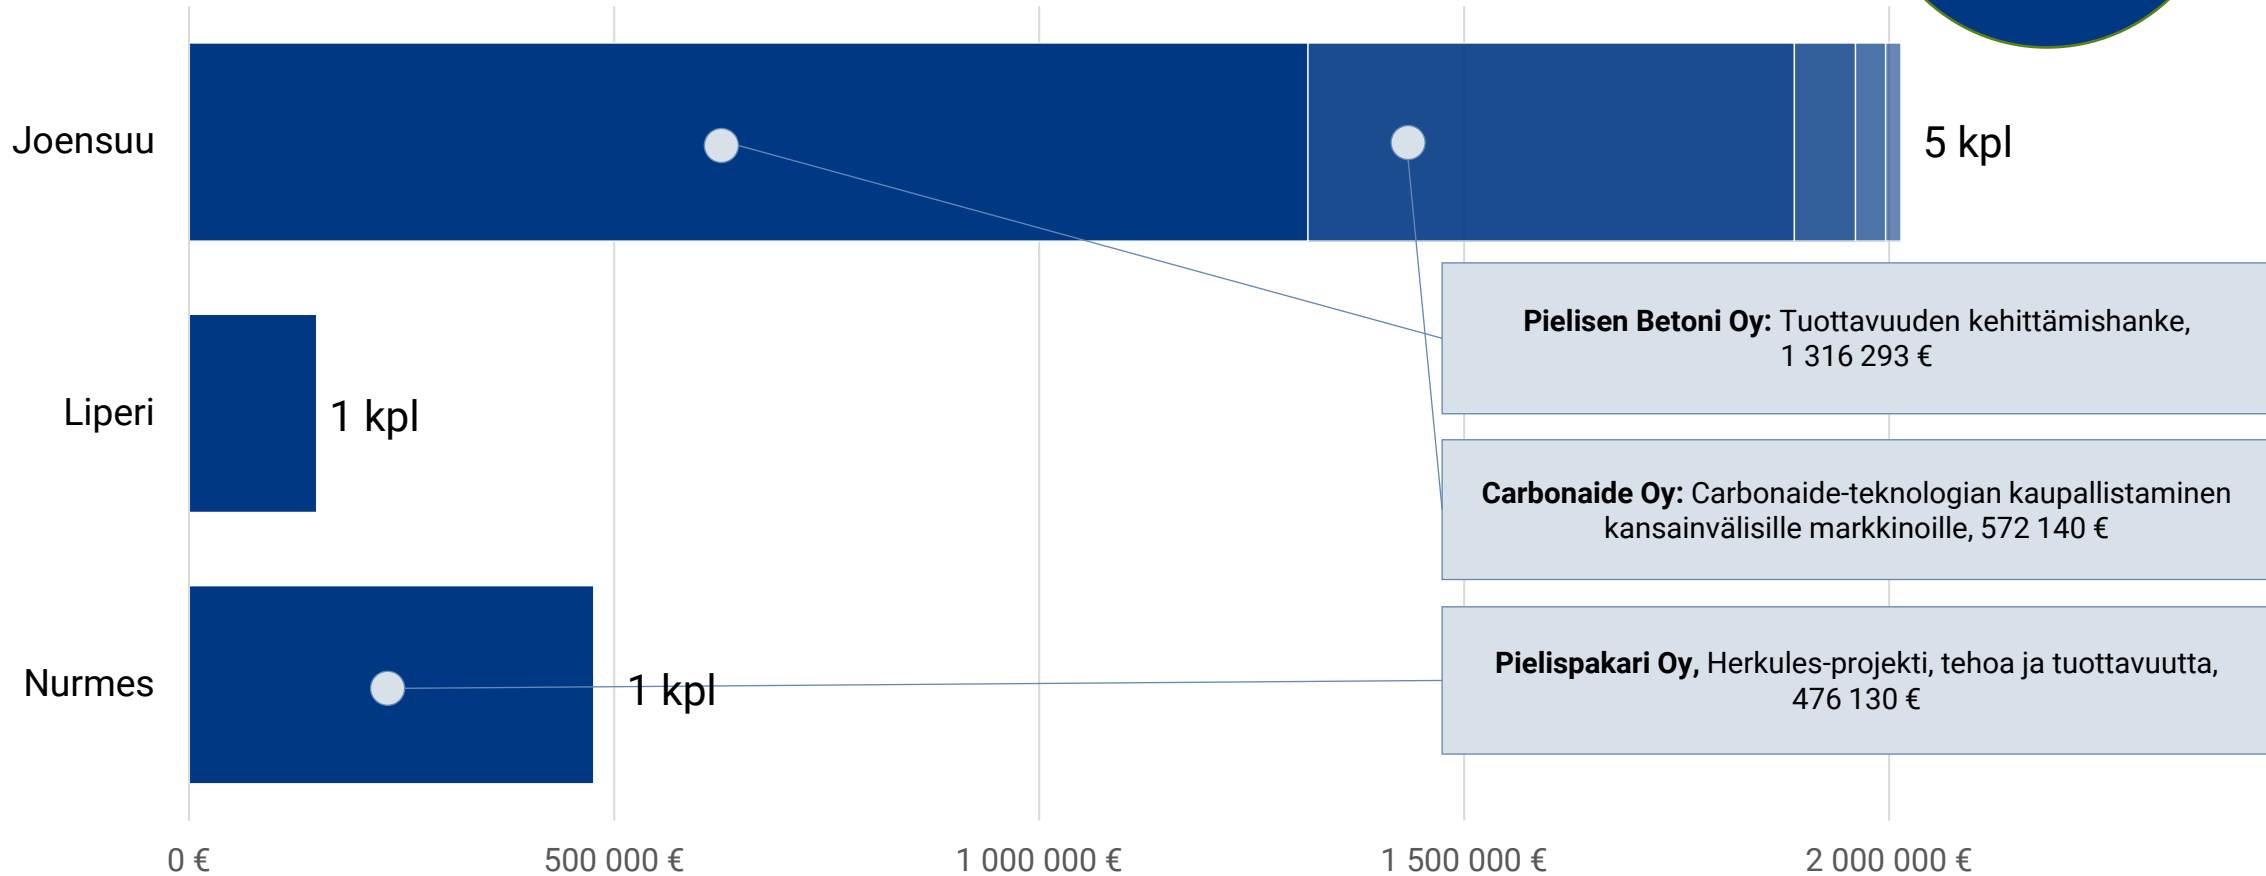 Joensuu
5 kpl
Pielisen Betoni Oy: Tuottavuuden kehittämishanke,
1 316 293 €
Liperi
1 kpl
Carbonaide Oy: Carbonaide-teknologian kaupallistaminen
kansainvälisille markkinoille, 572 140 €
Nurmes
1 kpl
Pielispakari Oy, Herkules-projekti, tehoa ja tuottavuutta,
476 130 €
0 €
500 000 €
1 000 000 €
1 500 000 €
2 000 000 €